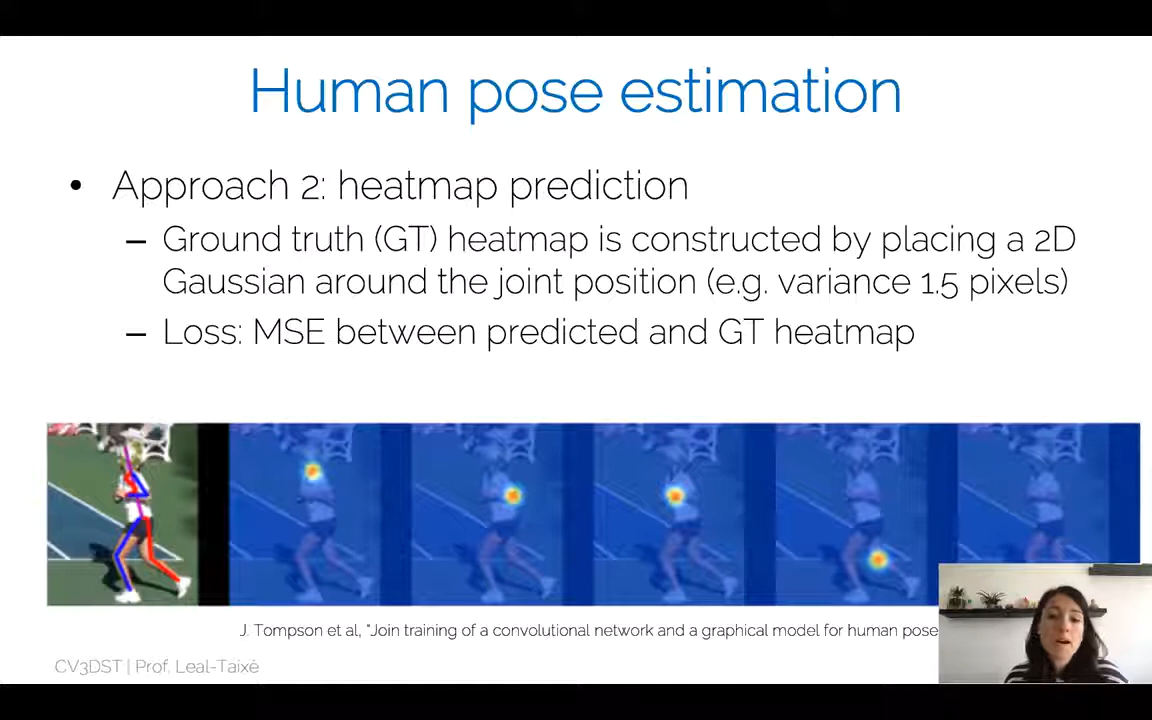 Human pose estimation
• Approach 2: heatmap prediction
– Ground truth (GT) heatmap is constructed by placing a 2D
Gaussian around the joint position (e.g. variance 1.5 pixels)
– Loss: MSE between predicted and GT heatmap
J. Tompson et al, "Join training of a convolutional network and a graphical model for human pose
CV3DST | Prof. Leal-Taixé